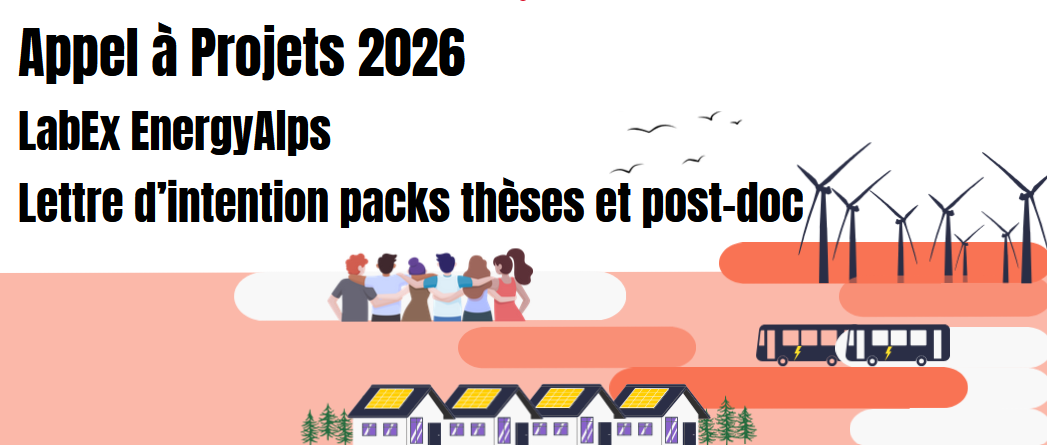 Appel à Projets 2026
LabEx EnergyAlps
Lettre d’intention packs thèses et post-doc